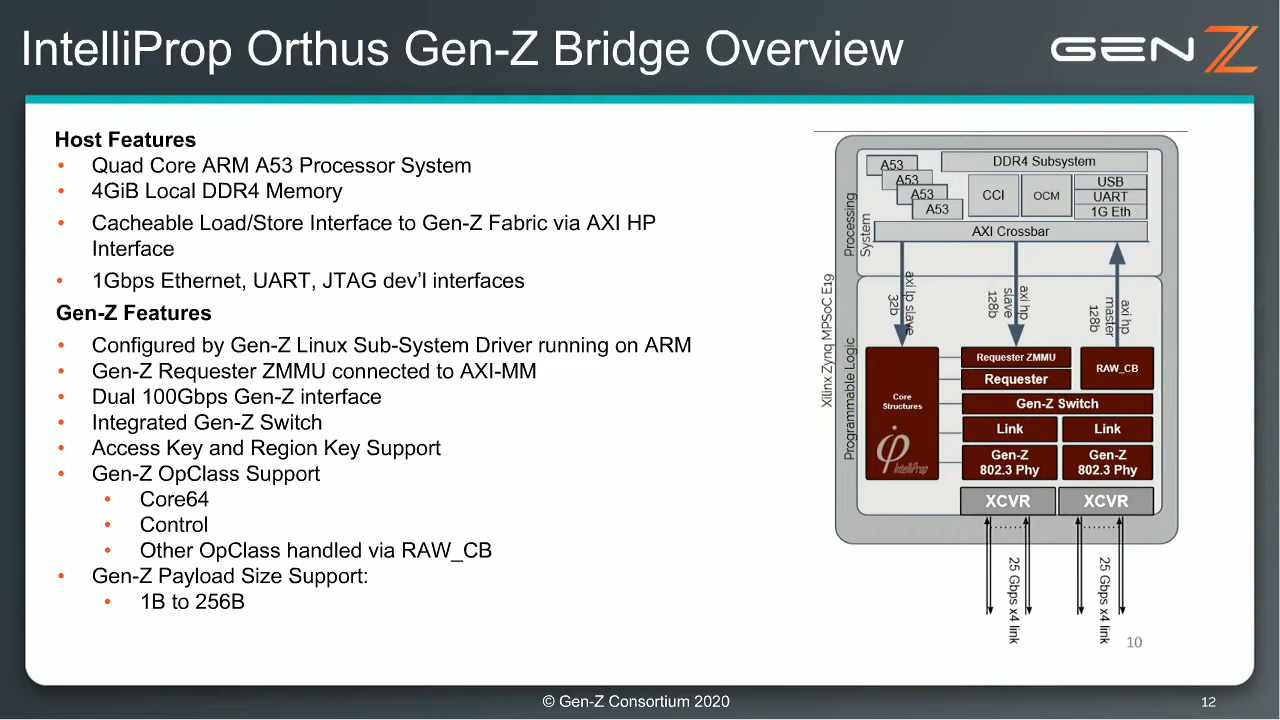 IntelliProp Orthus Gen-Z Bridge Overview
GEN Z
Host Features
• Quad Core ARM A53 Processor System
• 4GiB Local DDR4 Memory
• Cacheable Load/Store Interface to Gen-Z Fabric via AXI HP
Interface
• 1Gbps Ethernet, UART, JTAG dev'l interfaces
Gen-Z Features
• Configured by Gen-Z Linux Sub-System Driver running on ARM
• Gen-Z Requester ZMMU connected to AXI-MM
• Dual 100Gbps Gen-Z interface
• Integrated Gen-Z Switch
• Access Key and Region Key Support
• Gen-Z OpClass Support
• Core64
• Control
• Other OpClass handled via RAW_CB
• Gen-Z Payload Size Support:
• 1B to 256B
Xilinx Zynq MPSoC E19
Processing
System
A53
A53
A53
A53
DDR4 Subsystem
CCI
OCM
USB
UART
1G Eth
AXI Crossbar
Programmable Logic
axi lp slave
32b
axi hp
slave
128b
axi hp
master
128b
Core
Structures
IntelliProp
Requester ZMMU
Requester
RAW_CB
Gen-Z Switch
Link
Link
Gen-Z
802.3 Phy
Gen-Z
802.3 Phy
XCVR
XCVR
25 Gbps x4 link
25 Gbps x4 link
10
© Gen-Z Consortium 2020
12